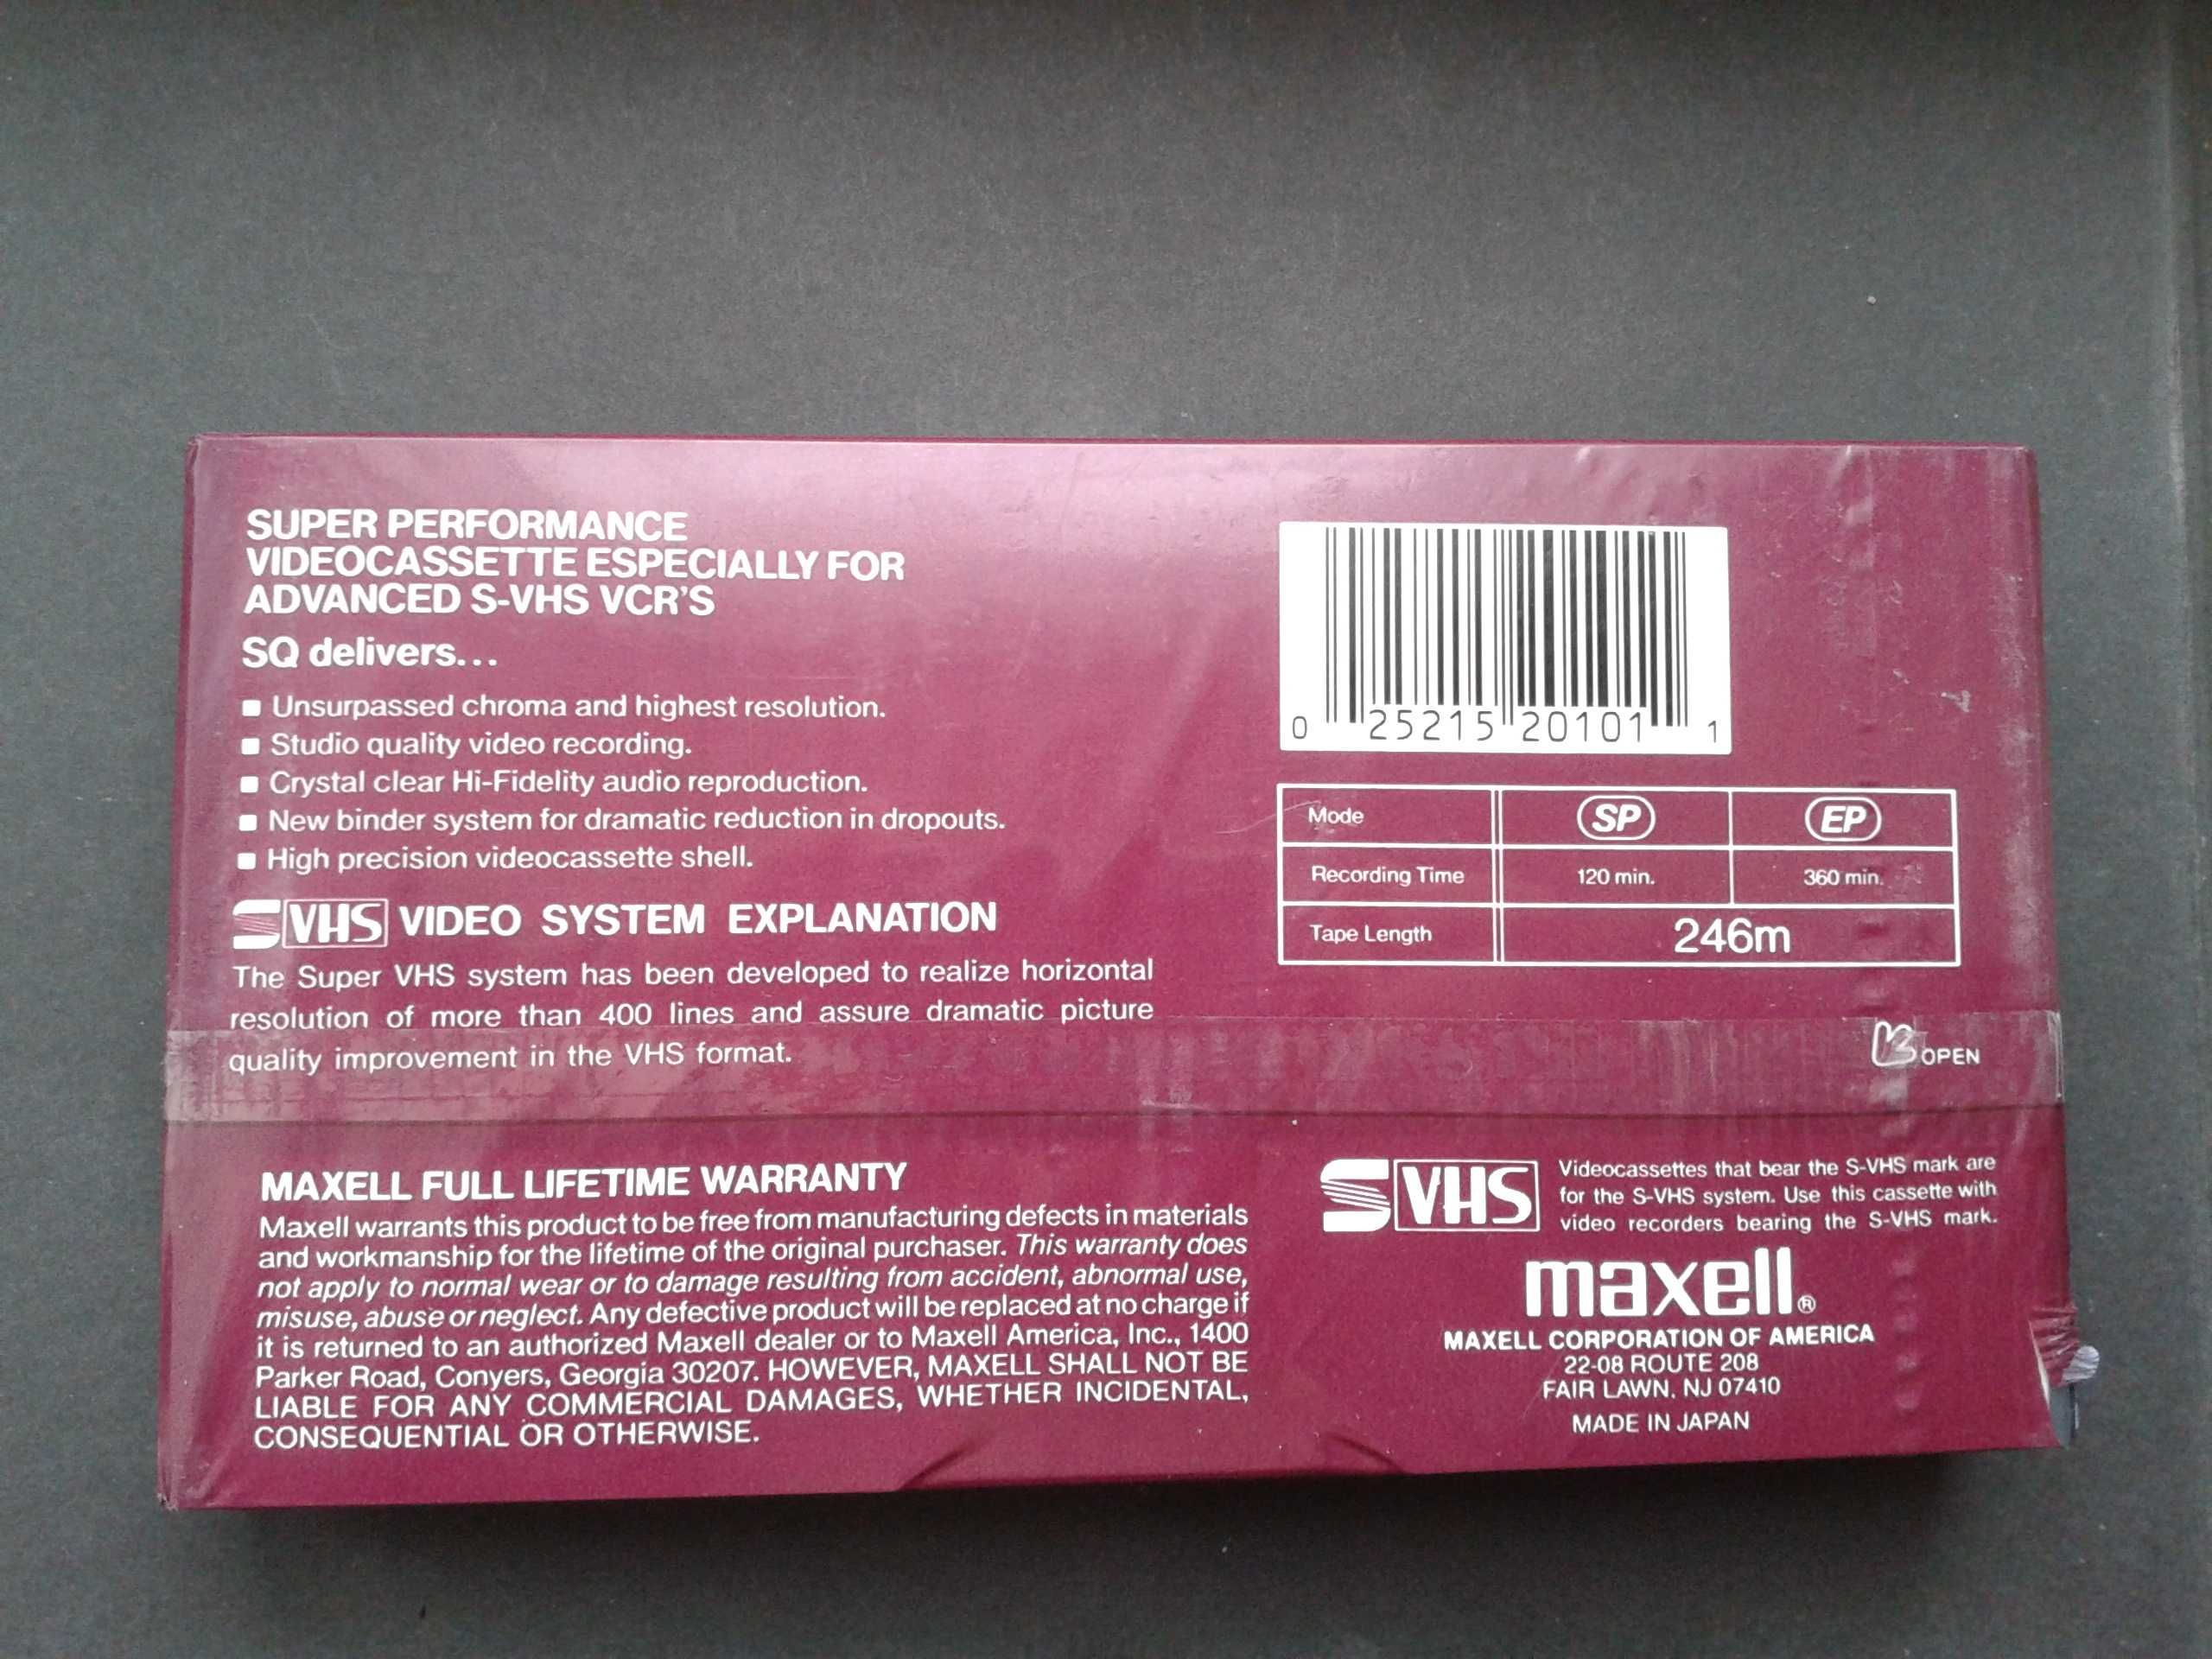 SUPER PERFORMANCE
VIDEOCASSETTE ESPECIALLY FOR
ADVANCED S-VHS VCR'S
SQ delivers...
■ Unsurpassed chroma and highest resolution.
■ Studio quality video recording.
■ Crystal clear Hi-Fidelity audio reproduction.
■ New binder system for dramatic reduction in dropouts.
■ High precision videocassette shell.
S VHS VIDEO SYSTEM EXPLANATION
The Super VHS system has been developed to realize horizontal
resolution of more than 400 lines and assure dramatic picture
quality improvement in the VHS format.
0 25215 20101 1
Mode SP EP
Recording Time 120 min. 360 min.
Tape Length 246m
OPEN
MAXELL FULL LIFETIME WARRANTY
Maxell warrants this product to be free from manufacturing defects in materials
and workmanship for the lifetime of the original purchaser. This warranty does
not apply to normal wear or to damage resulting from accident, abnormal use,
misuse, abuse or neglect. Any defective product will be replaced at no charge if
it is returned to an authorized Maxell dealer or to Maxell America, Inc., 1400
Parker Road, Conyers, Georgia 30207. HOWEVER, MAXELL SHALL NOT BE
LIABLE FOR ANY COMMERCIAL DAMAGES, WHETHER INCIDENTAL,
CONSEQUENTIAL OR OTHERWISE.
S VHS
Videocassettes that bear the S-VHS mark are
for the S-VHS system. Use this cassette with
video recorders bearing the S-VHS mark.
maxell®
MAXELL CORPORATION OF AMERICA
22-08 ROUTE 208
FAIR LAWN, NJ 07410
MADE IN JAPAN